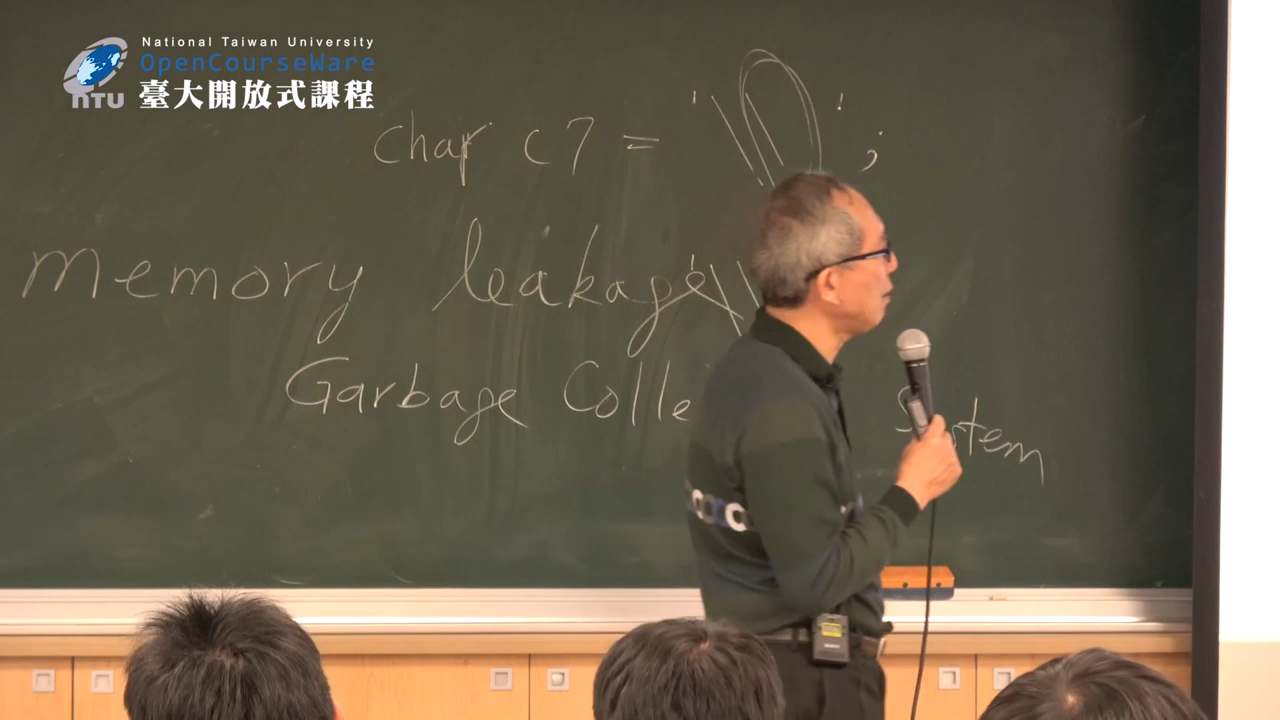 National Taiwan University
OpenCourseWare
NTU 臺大開放式課程
char c7 = '\0';
memory leakage
Garbage Colle System